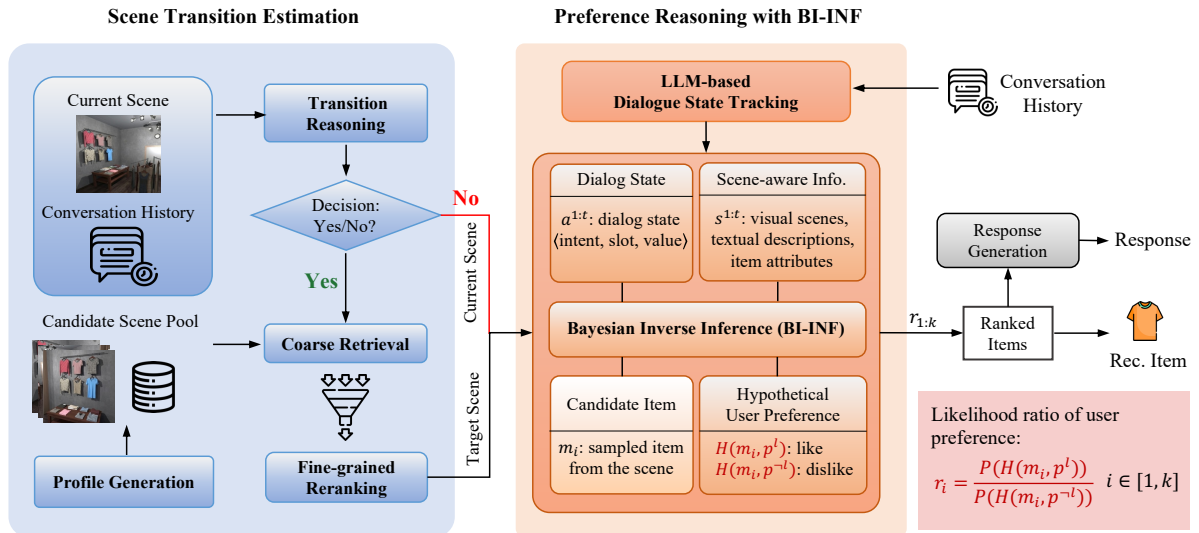 Scene Transition Estimation
Preference Reasoning with BI-INF
Current Scene
Conversation History
Transition
Reasoning
Decision:
Yes/No?
No
Yes
Current Scene
Target Scene
Candidate Scene Pool
Coarse Retrieval
Profile Generation
Fine-grained
Reranking
LLM-based
Dialogue State Tracking
Conversation
History
Dialog State
a^{1:t}: dialog state
⟨intent, slot, value⟩
Scene-aware Info.
s^{1:t}: visual scenes,
textual descriptions,
item attributes
Bayesian Inverse Inference (BI-INF)
Candidate Item
m_i: sampled item
from the scene
Hypothetical
User Preference
H(m_i, p^l): like
H(m_i, p^{¬l}): dislike
r_{1:k}
Response
Generation
Response
Ranked
Items
Rec. Item
Likelihood ratio of user
preference:
r_i = P(H(m_i, p^l)) / P(H(m_i, p^{¬l})) i ∈ [1, k]